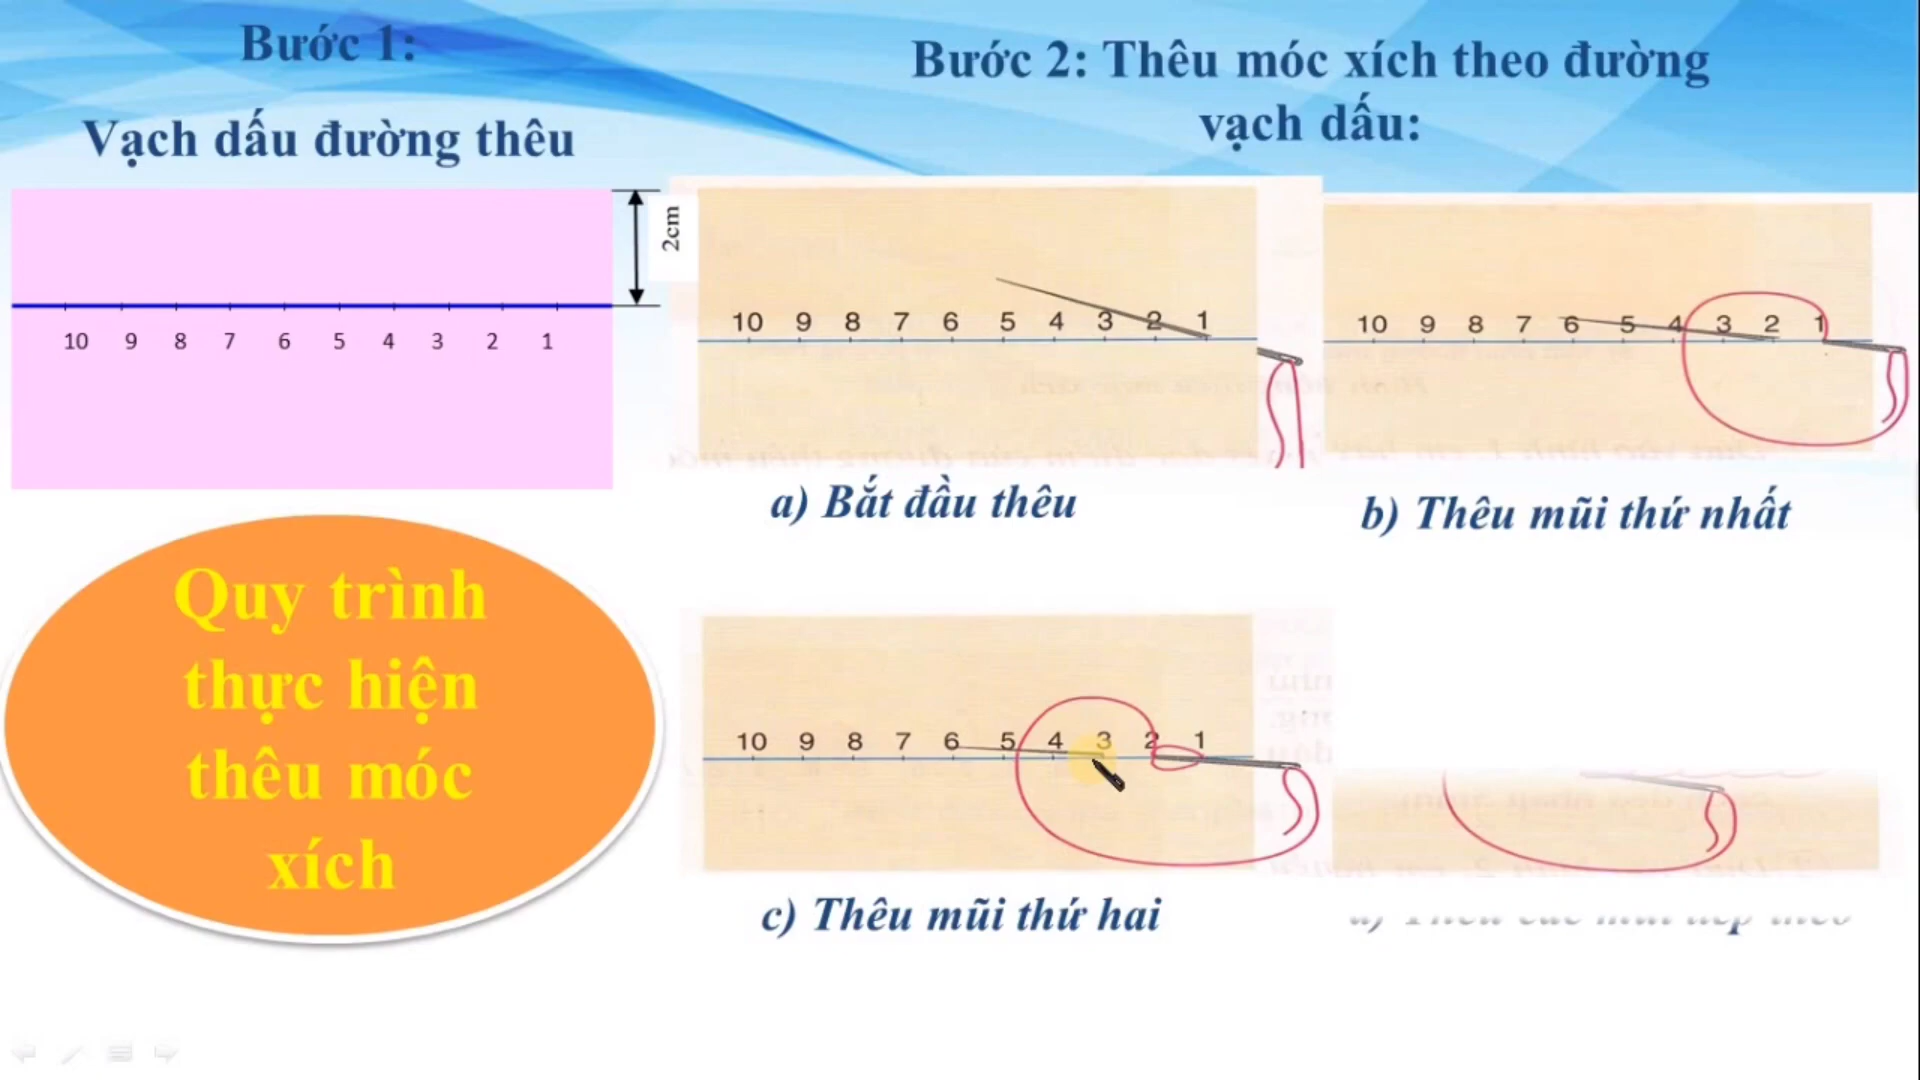 Bước 1:
Vạch dấu đường thêu
Bước 2: Thêu móc xích theo đường
vạch dấu:
2cm
10 9 8 7 6 5 4 3 2 1
10 9 8 7 6 5 4 3 2 1
10 9 8 7 6 5 4 3 2 1
a) Bắt đầu thêu
b) Thêu mũi thứ nhất
Quy trình
thực hiện
thêu móc
xích
10 9 8 7 6 5 4 3 2 1
c) Thêu mũi thứ hai